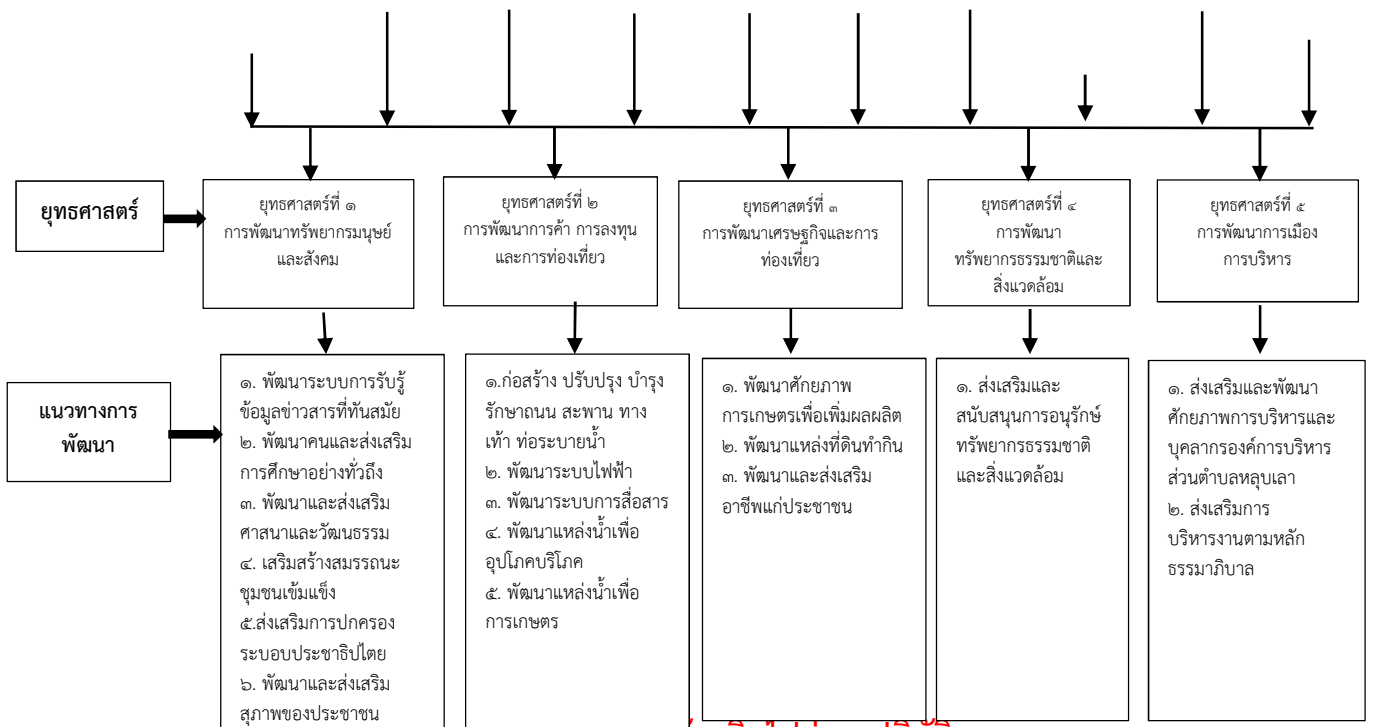 ยุทธศาสตร์
ยุทธศาสตร์ที่ ๑
การพัฒนาทรัพยากรมนุษย์
และสังคม
ยุทธศาสตร์ที่ ๒
การพัฒนาการค้า การลงทุน
และการท่องเที่ยว
ยุทธศาสตร์ที่ ๓
การพัฒนาเศรษฐกิจและการ
ท่องเที่ยว
ยุทธศาสตร์ที่ ๔
การพัฒนา
ทรัพยากรธรรมชาติและ
สิ่งแวดล้อม
ยุทธศาสตร์ที่ ๕
การพัฒนาการเมือง
การบริหาร
แนวทางการ
พัฒนา
๑. พัฒนาระบบการรับรู้
ข้อมูลข่าวสารที่ทันสมัย
๒. พัฒนาคนและส่งเสริม
การศึกษาอย่างทั่วถึง
๓. พัฒนาและส่งเสริม
ศาสนาและวัฒนธรรม
๔. เสริมสร้างสมรรถนะ
ชุมชนเข้มแข็ง
๕.ส่งเสริมการปกครอง
ระบอบประชาธิปไตย
๖. พัฒนาและส่งเสริม
สุภาพของประชาชน
๑.ก่อสร้าง ปรับปรุง บำรุง
รักษาถนน สะพาน ทาง
เท้า ท่อระบายน้ำ
๒. พัฒนาระบบไฟฟ้า
๓. พัฒนาระบบการสื่อสาร
๔. พัฒนาแหล่งน้ำเพื่อ
อุปโภคบริโภค
๕. พัฒนาแหล่งน้ำเพื่อ
การเกษตร
๑. พัฒนาศักยภาพ
การเกษตรเพื่อเพิ่มผลผลิต
๒. พัฒนาแหล่งที่ดินทำกิน
๓. พัฒนาและส่งเสริม
อาชีพแก่ประชาชน
๑. ส่งเสริมและ
สนับสนุนการอนุรักษ์
ทรัพยากรธรรมชาติ
และสิ่งแวดล้อม
๑. ส่งเสริมและพัฒนา
ศักยภาพการบริหารและ
บุคลากรองค์การบริหาร
ส่วนตำบลหลุบเลา
๒. ส่งเสริมการ
บริหารงานตามหลัก
ธรรมาภิบาล